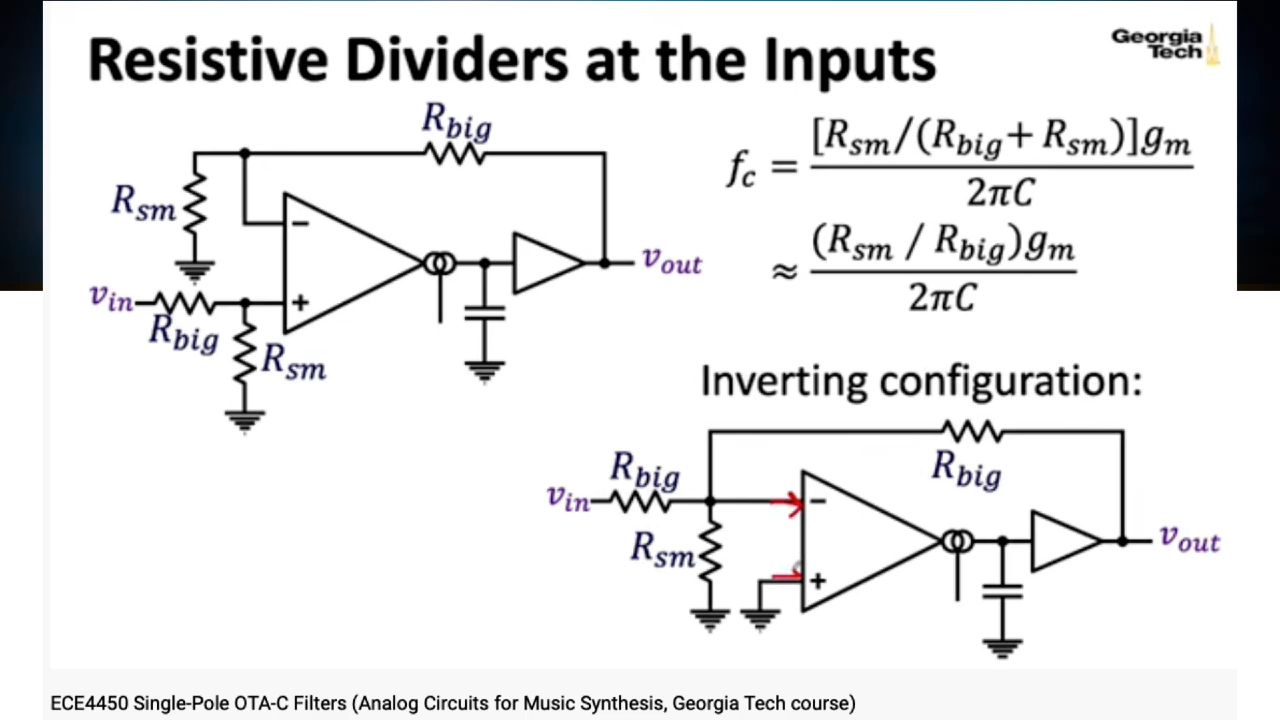 Resistive Dividers at the Inputs
Georgia
Tech
R_big
R_sm
−
+
v_in
R_big
R_sm
v_out
f_c = [R_sm/(R_big + R_sm)]g_m / 2πC
≈ (R_sm / R_big)g_m / 2πC
Inverting configuration:
R_big
R_big
v_in
R_sm
−
+
v_out
ECE4450 Single-Pole OTA-C Filters (Analog Circuits for Music Synthesis, Georgia Tech course)